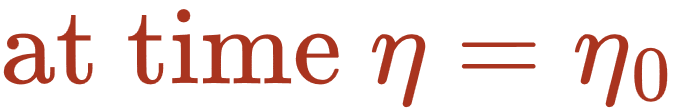 at time η = η₀